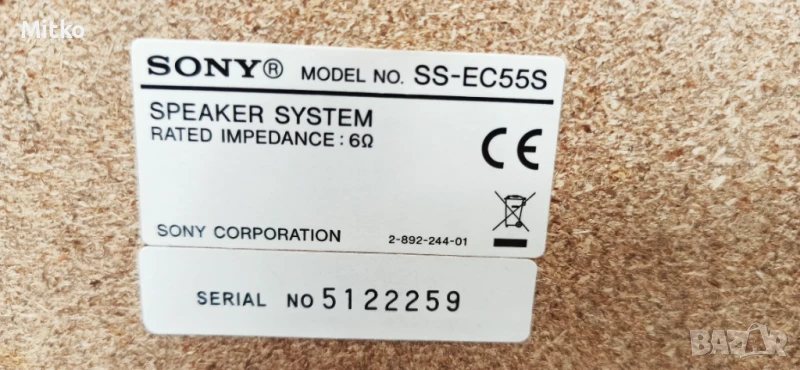 Mitko
SONY® MODEL NO. SS-EC55S
SPEAKER SYSTEM
RATED IMPEDANCE : 6Ω
CE
SONY CORPORATION 2-892-244-01
SERIAL NO 5122259
BAZAR